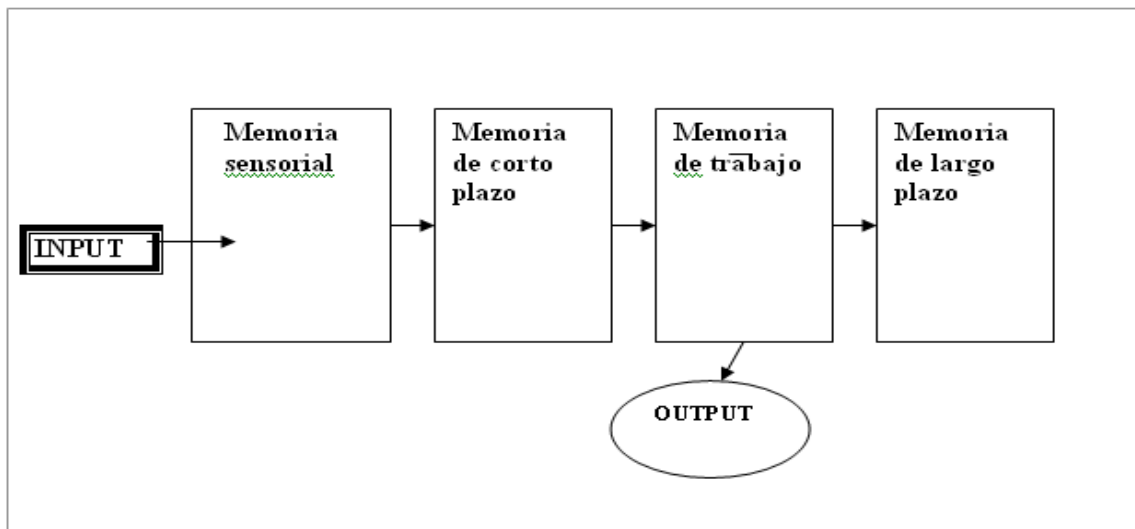 Memoria
sensorial
Memoria
de corto
plazo
Memoria
de trabajo
Memoria
de largo
plazo
INPUT
OUTPUT